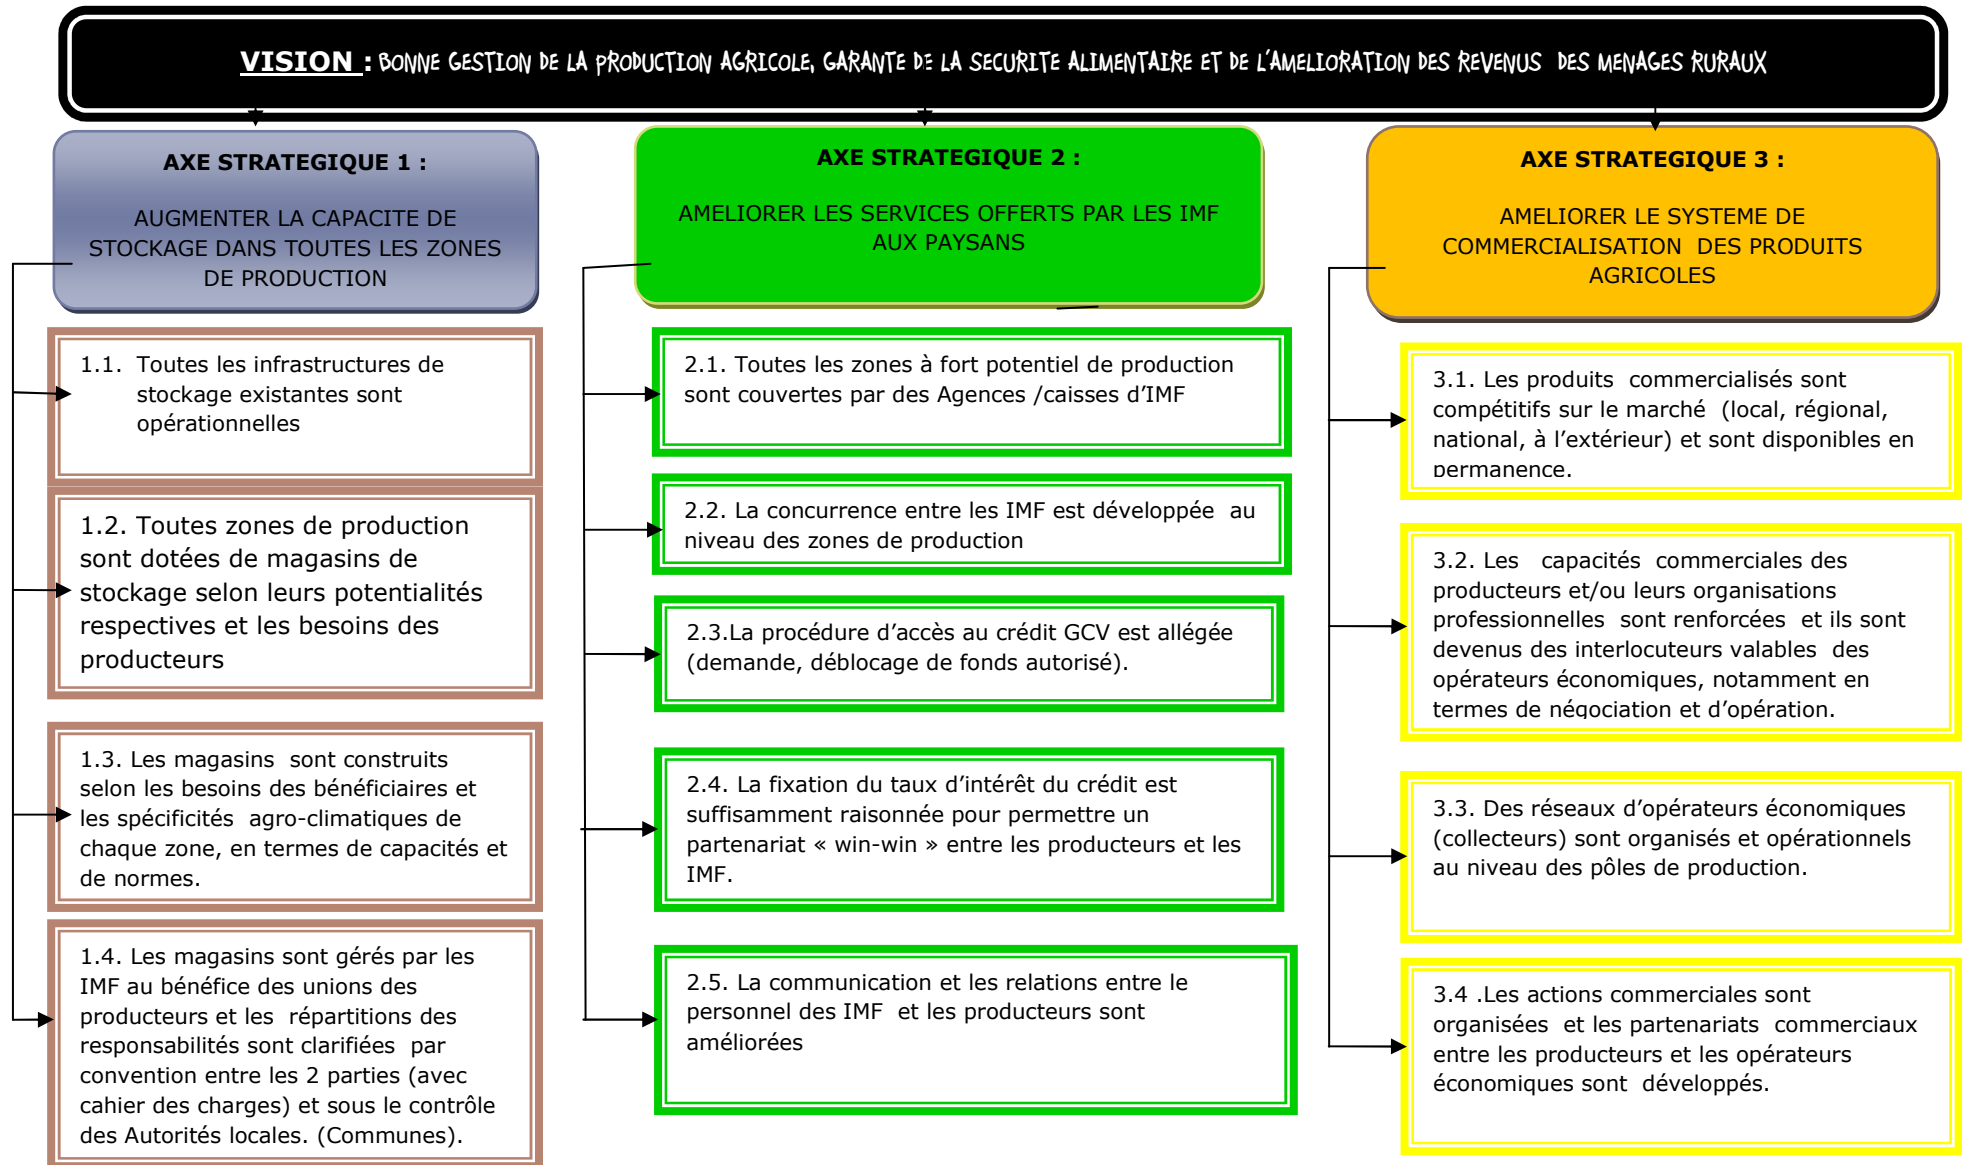 VISION : BONNE GESTION DE LA PRODUCTION AGRICOLE, GARANTE DE LA SECURITE ALIMENTAIRE ET DE L'AMELIORATION DES REVENUS DES MENAGES RURAUX
AXE STRATEGIQUE 1 :
AUGMENTER LA CAPACITE DE
STOCKAGE DANS TOUTES LES ZONES
DE PRODUCTION
1.1. Toutes les infrastructures de
stockage existantes sont
opérationnelles
1.2. Toutes zones de production
sont dotées de magasins de
stockage selon leurs potentialités
respectives et les besoins des
producteurs
1.3. Les magasins sont construits
selon les besoins des bénéficiaires et
les spécificités agro-climatiques de
chaque zone, en termes de capacités et
de normes.
1.4. Les magasins sont gérés par les
IMF au bénéfice des unions des
producteurs et les répartitions des
responsabilités sont clarifiées par
convention entre les 2 parties (avec
cahier des charges) et sous le contrôle
des Autorités locales. (Communes).
AXE STRATEGIQUE 2 :
AMELIORER LES SERVICES OFFERTS PAR LES IMF
AUX PAYSANS
2.1. Toutes les zones à fort potentiel de production
sont couvertes par des Agences /caisses d'IMF
2.2. La concurrence entre les IMF est développée au
niveau des zones de production
2.3.La procédure d'accès au crédit GCV est allégée
(demande, déblocage de fonds autorisé).
2.4. La fixation du taux d'intérêt du crédit est
suffisamment raisonnée pour permettre un
partenariat « win-win » entre les producteurs et les
IMF.
2.5. La communication et les relations entre le
personnel des IMF et les producteurs sont
améliorées
AXE STRATEGIQUE 3 :
AMELIORER LE SYSTEME DE
COMMERCIALISATION DES PRODUITS
AGRICOLES
3.1. Les produits commercialisés sont
compétitifs sur le marché (local, régional,
national, à l'extérieur) et sont disponibles en
permanence.
3.2. Les capacités commerciales des
producteurs et/ou leurs organisations
professionnelles sont renforcées et ils sont
devenus des interlocuteurs valables des
opérateurs économiques, notamment en
termes de négociation et d'opération.
3.3. Des réseaux d'opérateurs économiques
(collecteurs) sont organisés et opérationnels
au niveau des pôles de production.
3.4 .Les actions commerciales sont
organisées et les partenariats commerciaux
entre les producteurs et les opérateurs
économiques sont développés.